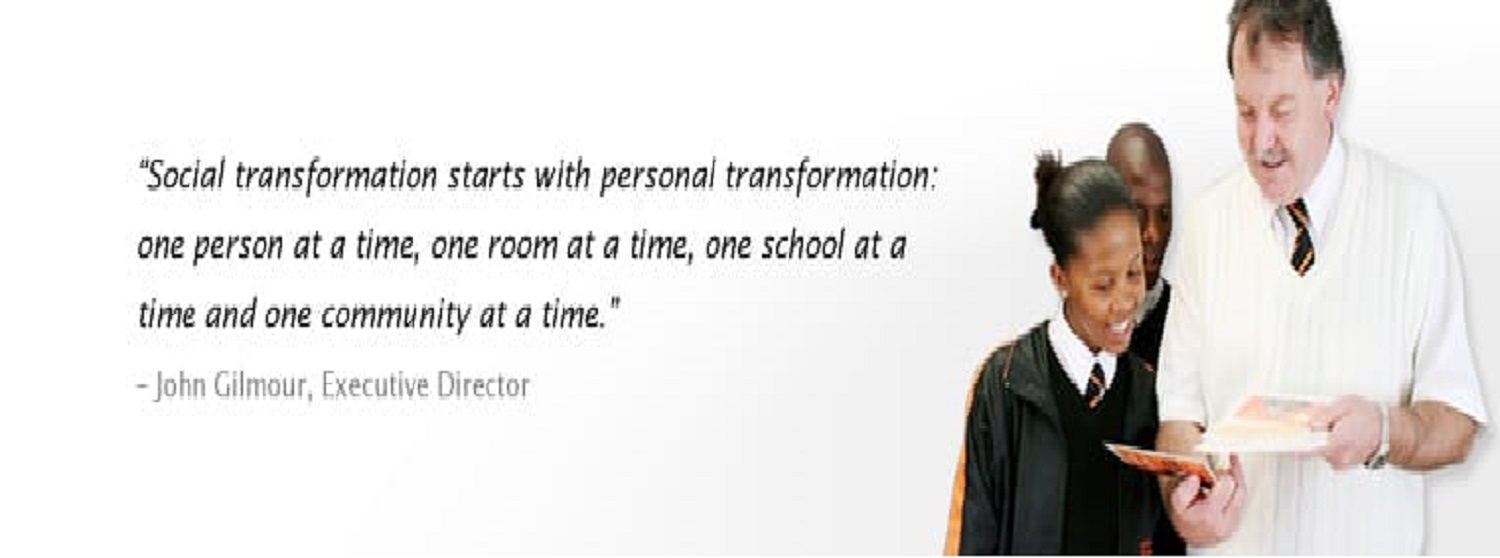 “Social transformation starts with personal transformation:
one person at a time, one room at a time, one school at a
time and one community at a time."
– John Gilmour, Executive Director